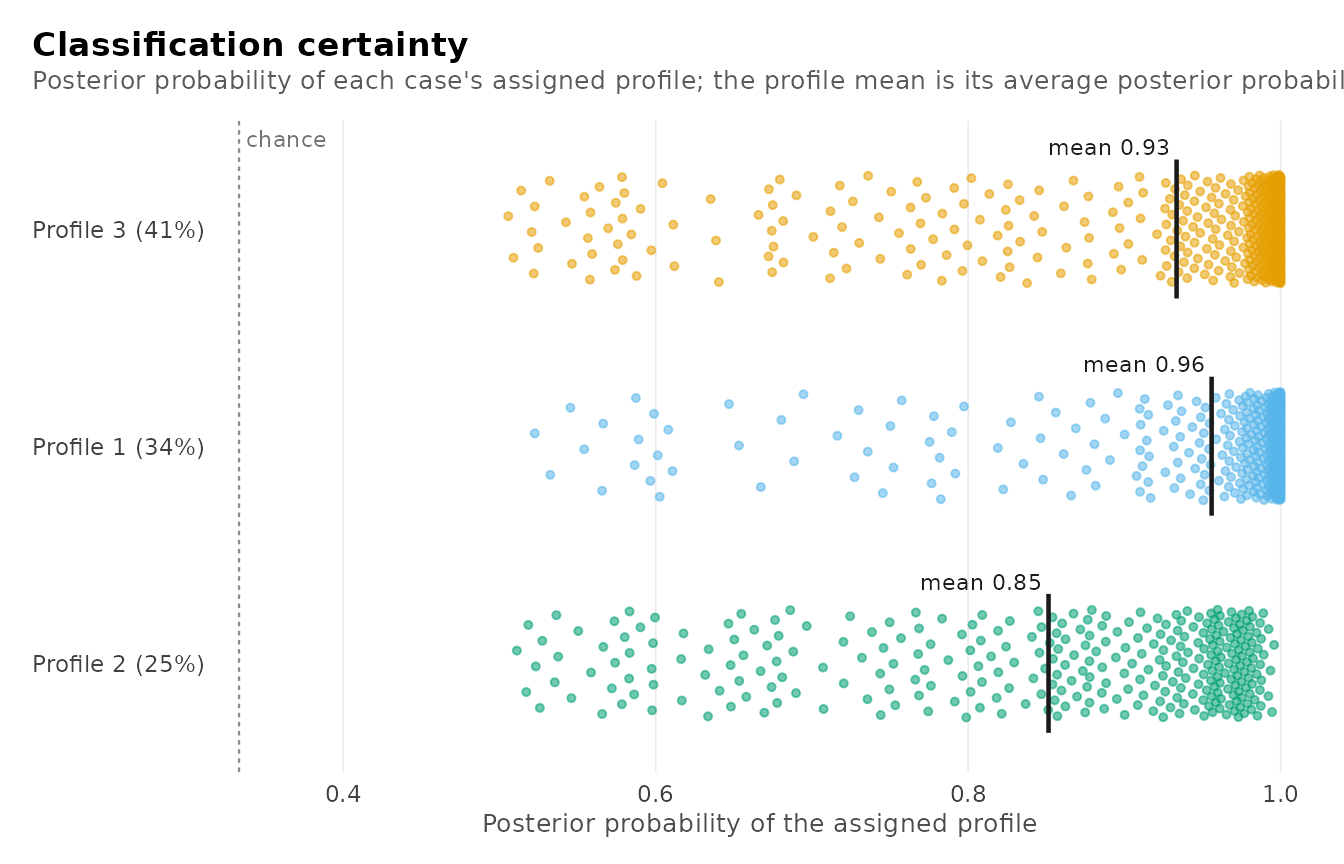 Classification certainty
Posterior probability of each case's assigned profile; the profile mean is its average posterior
chance
mean 0.93
Profile 3 (41%)
mean 0.96
Profile 1 (34%)
mean 0.85
Profile 2 (25%)
0.4 0.6 0.8 1.0
Posterior probability of the assigned profile